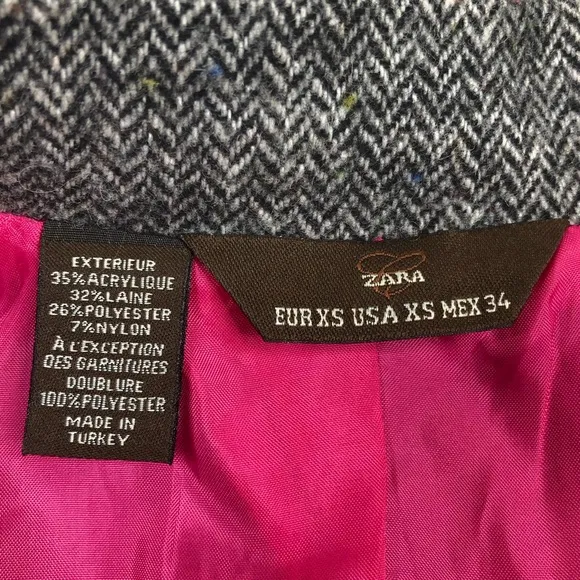 EXTERIEUR
35%ACRYLIQUE
32%LAINE
26%POLYESTER
7%NYLON
À L'EXCEPTION
DES GARNITURES
DOUBLURE
100%POLYESTER
MADE IN
TURKEY
ZARA
EUR XS USA XS MEX 34